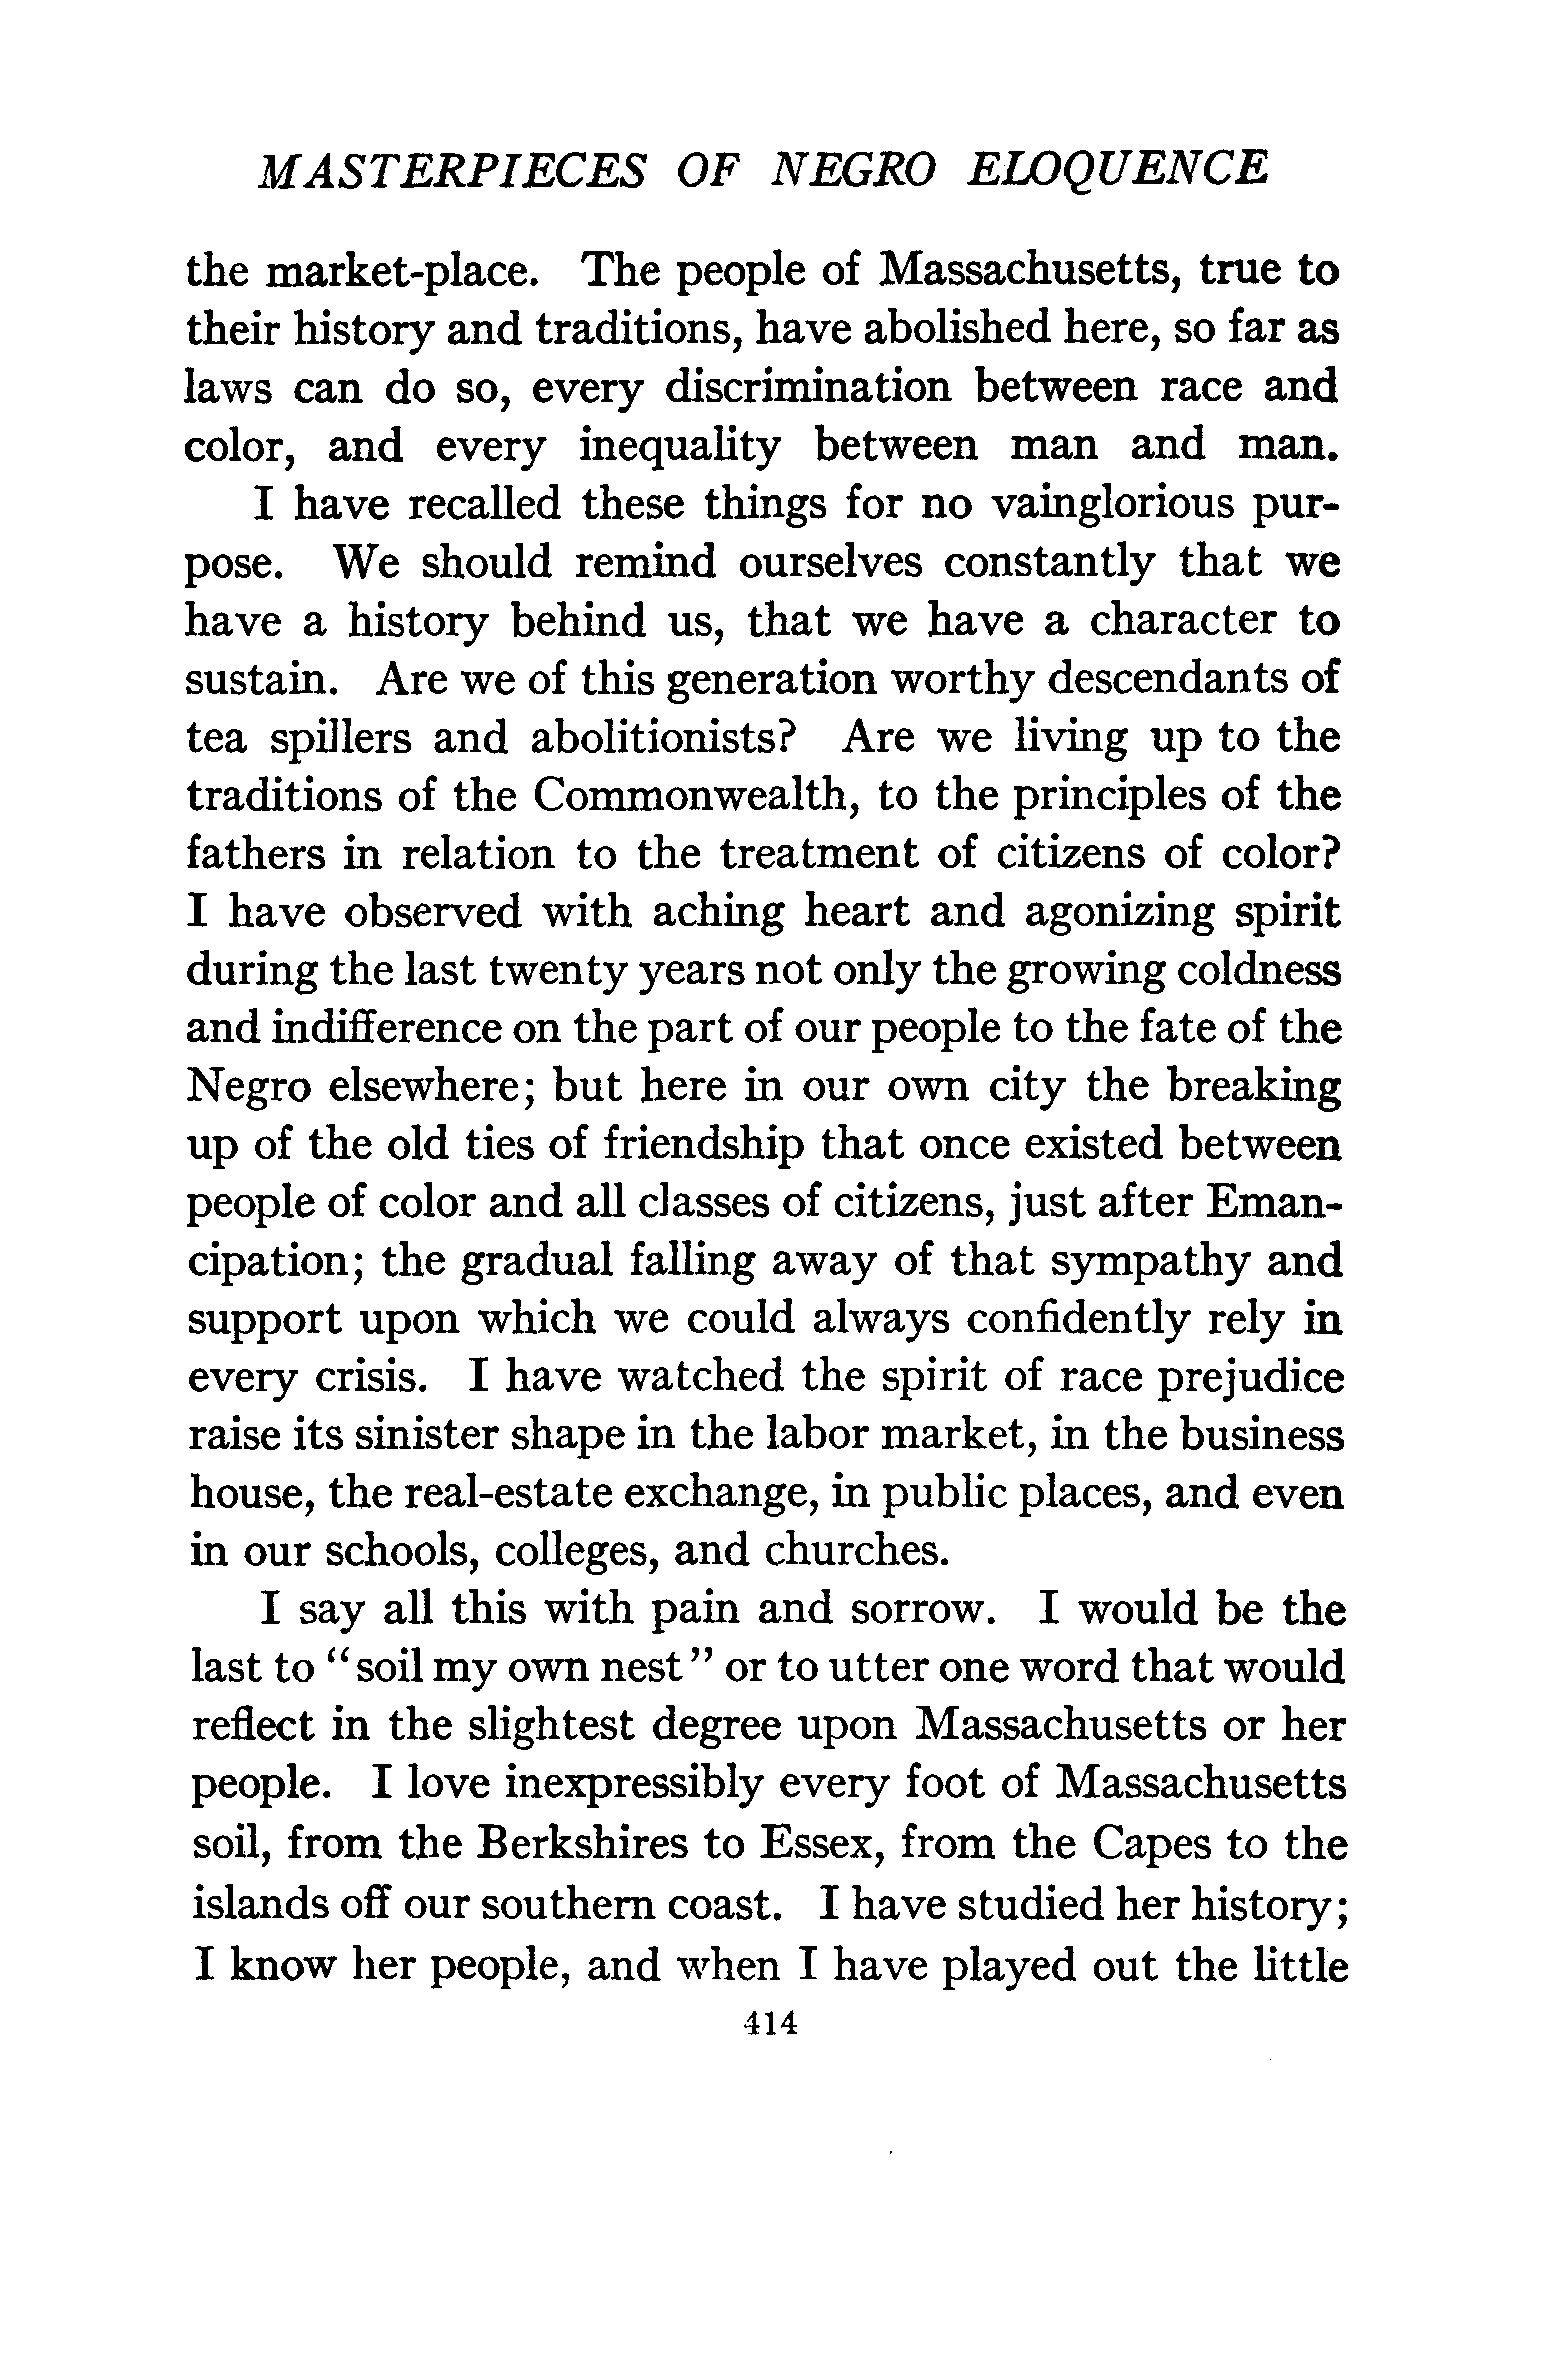 MASTERPIECES OF NEGRO ELOQUENCE
the market-place. The people of Massachusetts, true to
their history and traditions, have abolished here, so far as
laws can do so, every discrimination between race and
color, and every inequality between man and man.
I have recalled these things for no vainglorious pur-
pose. We should remind ourselves constantly that we
have a history behind us, that we have a character to
sustain. Are we of this generation worthy descendants of
tea spillers and abolitionists? Are we living up to the
traditions of the Commonwealth, to the principles of the
fathers in relation to the treatment of citizens of color?
I have observed with aching heart and agonizing spirit
during the last twenty years not only the growing coldness
and indifference on the part of our people to the fate of the
Negro elsewhere; but here in our own city the breaking
up of the old ties of friendship that once existed between
people of color and all classes of citizens, just after Eman-
cipation; the gradual falling away of that sympathy and
support upon which we could always confidently rely in
every crisis. I have watched the spirit of race prejudice
raise its sinister shape in the labor market, in the business
house, the real-estate exchange, in public places, and even
in our schools, colleges, and churches.
I say all this with pain and sorrow. I would be the
last to "soil my own nest" or to utter one word that would
reflect in the slightest degree upon Massachusetts or her
people. I love inexpressibly every foot of Massachusetts
soil, from the Berkshires to Essex, from the Capes to the
islands off our southern coast. I have studied her history;
I know her people, and when I have played out the little
414